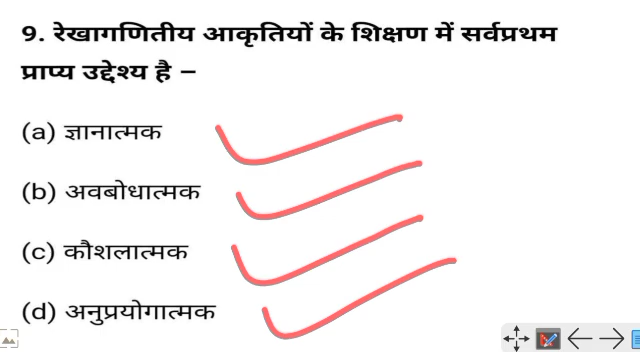 9. रेखागणितीय आकृतियों के शिक्षण में सर्वप्रथम
प्राप्य उद्देश्य है –
(a) ज्ञानात्मक
(b) अवबोधात्मक
(c) कौशलात्मक
(d) अनुप्रयोगात्मक